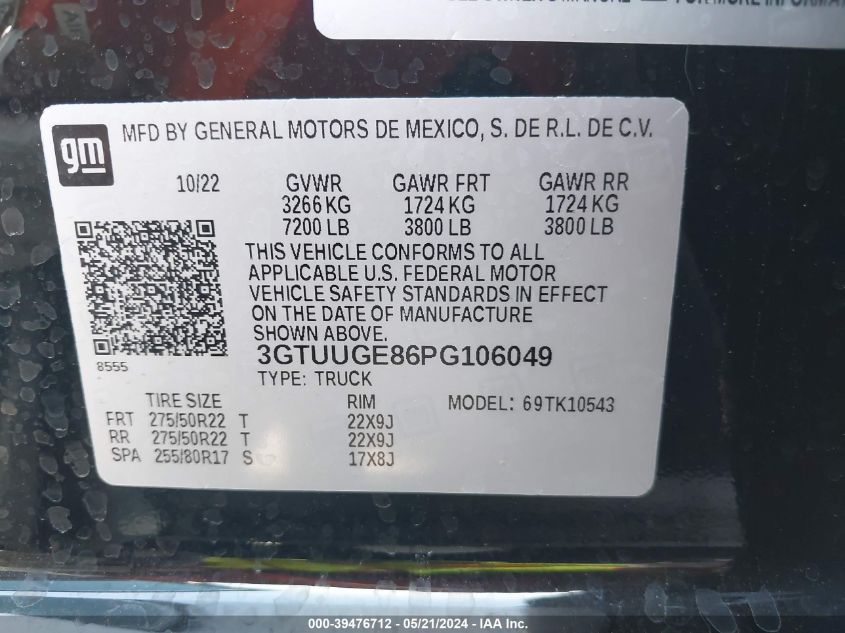 FOR MORE INFORMA
gm
MFD BY GENERAL MOTORS DE MEXICO, S. DE R.L. DE C.V.
10/22 GVWR GAWR FRT GAWR RR
3266 KG 1724 KG 1724 KG
7200 LB 3800 LB 3800 LB
THIS VEHICLE CONFORMS TO ALL
APPLICABLE U.S. FEDERAL MOTOR
VEHICLE SAFETY STANDARDS IN EFFECT
ON THE DATE OF MANUFACTURE
SHOWN ABOVE.
3GTUUGE86PG106049
8555
TYPE: TRUCK
TIRE SIZE RIM MODEL: 69TK10543
FRT 275/50R22 T 22X9J
RR 275/50R22 T 22X9J
SPA 255/80R17 S 17X8J
000-39476712 - 05/21/2024 - IAA Inc.